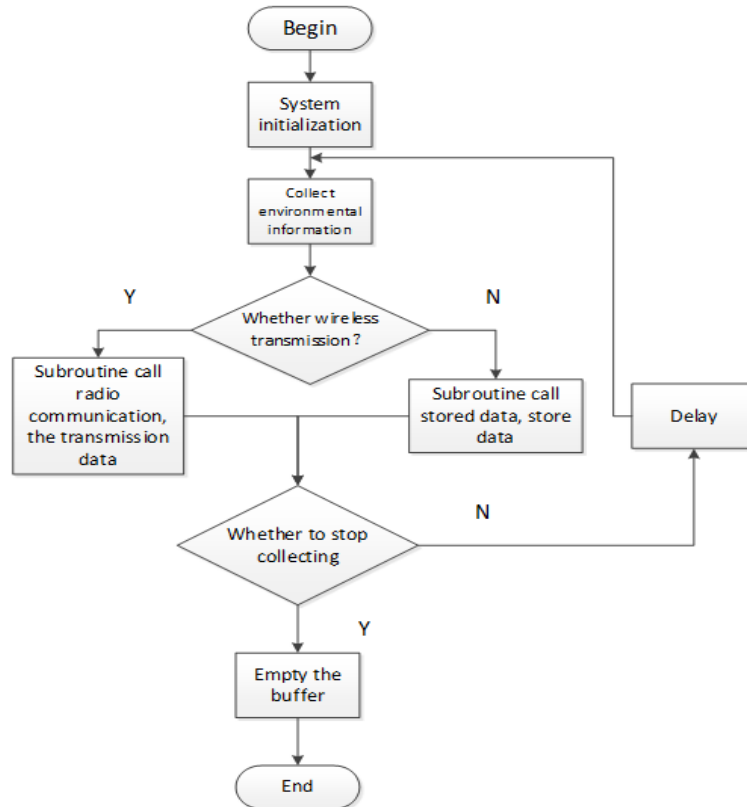 Begin
System
initialization
Collect
environmental
information
Y
N
Whether wireless
transmission?
Subroutine call
radio
communication,
the transmission
data
Subroutine call
stored data, store
data
Delay
Whether to stop
collecting
N
Y
Empty the
buffer
End